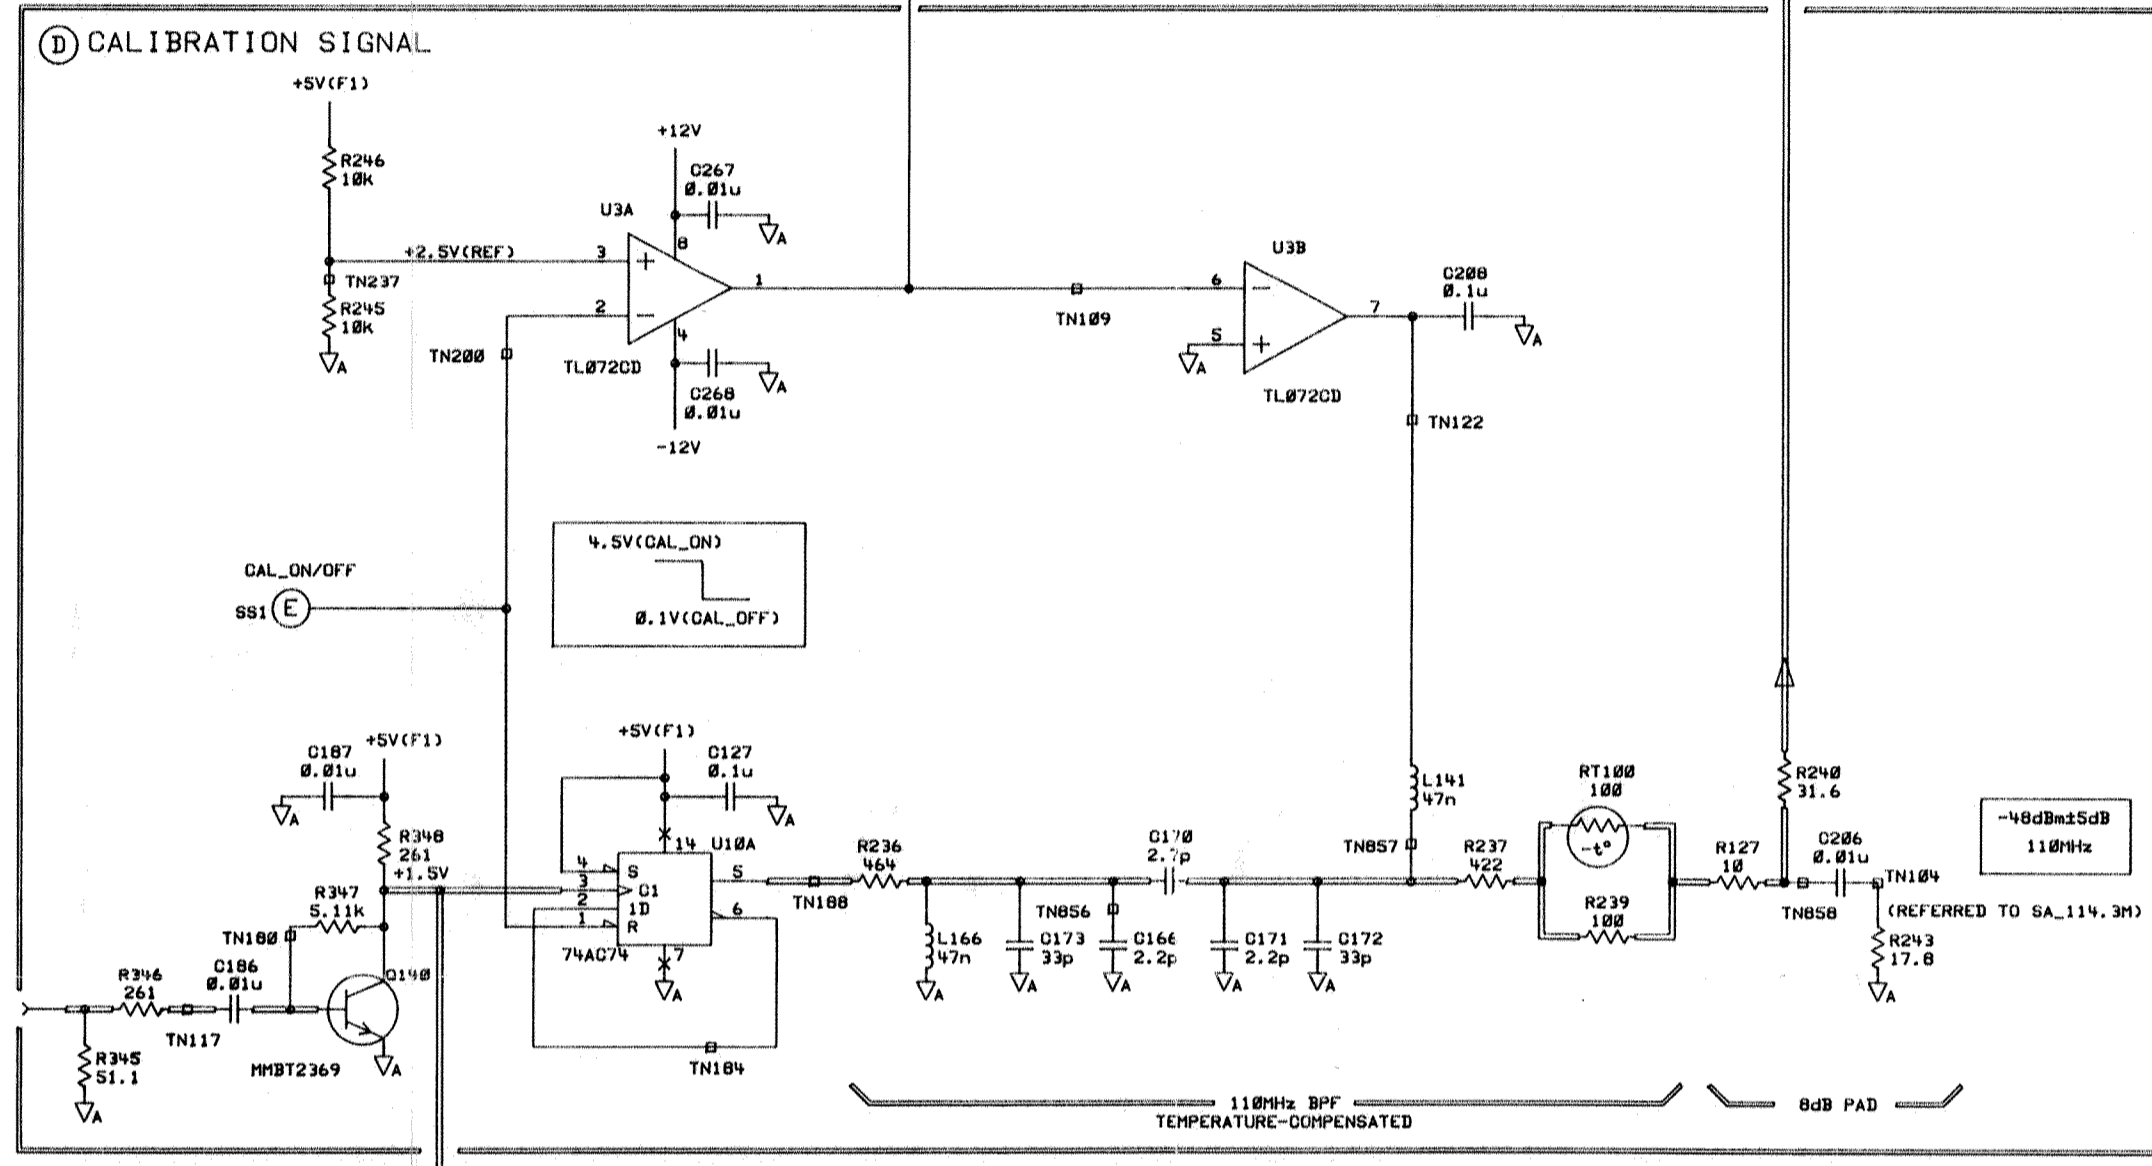 D CALIBRATION SIGNAL
+5V(F1)
R246
10k
+2.5V(REF)
TN237
R245
10k
A
+12V
C267
0.01u
A
U3A
3
8
+
1
2
-
4
TN200
TL072CD
C268
0.01u
A
-12V
TN109
U3B
6
-
7
5
+
A
TL072CD
C208
0.1u
A
TN122
4.5V(CAL_ON)
0.1V(CAL_OFF)
CAL_ON/OFF
SS1 E
C187
0.01u
A
+5V(F1)
R348
261
+1.5V
R347
5.11k
TN180
C186
0.01u
R346
261
TN117
Q140
MMBT2369
A
R345
51.1
A
+5V(F1)
C127
0.1u
A
14
U10A
4
S
5
3
C1
2
1D
6
1
R
74AC74
7
A
TN184
TN188
R236
464
L166
47n
A
C173
33p
A
TN856
C166
2.2p
A
C170
2.7p
C171
2.2p
A
C172
33p
A
L141
47n
TN857
R237
422
RT100
100
-t°
R239
100
R127
10
R240
31.6
C206
0.01u
TN858
TN104
(REFERRED TO SA_114.3M)
R243
17.8
A
-48dBm±5dB
110MHz
110MHz BPF
TEMPERATURE-COMPENSATED
8dB PAD